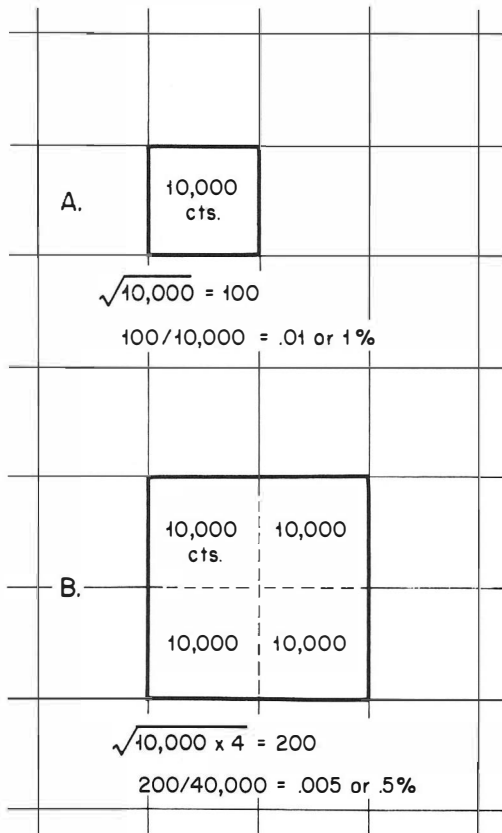 A.
10,000
cts.
√10,000 = 100
100/10,000 = .01 or 1%
10,000 10,000
cts.
B.
10,000 10,000
√10,000 x 4 = 200
200/40,000 = .005 or .5%